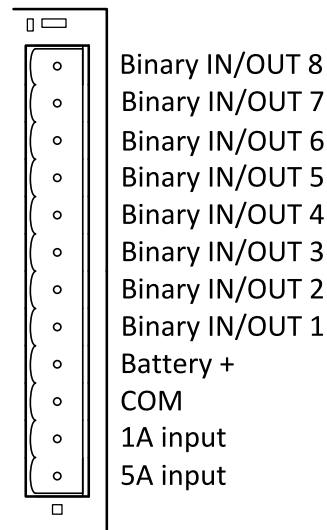 Binary IN/OUT 8
Binary IN/OUT 7
Binary IN/OUT 6
Binary IN/OUT 5
Binary IN/OUT 4
Binary IN/OUT 3
Binary IN/OUT 2
Binary IN/OUT 1
Battery +
COM
1A input
5A input